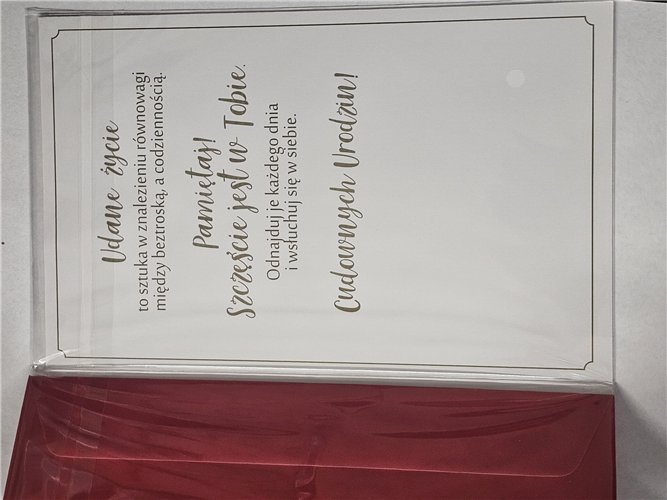 Udane życie
to sztuka w znalezieniu równowagi
między beztroską, a codziennością.
Pamiętaj!
Szczęście jest w Tobie.
Odnajduj je każdego dnia
i wsłuchuj się w siebie.
Cudownych Urodzin!